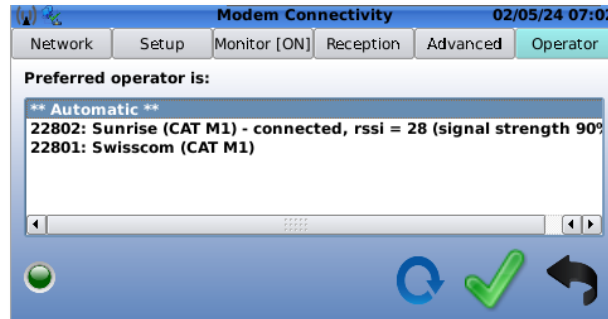 Modem Connectivity 02/05/24 07:02
Network Setup Monitor [ON] Reception Advanced Operator
Preferred operator is:
** Automatic **
22802: Sunrise (CAT M1) - connected, rssi = 28 (signal strength 90%
22801: Swisscom (CAT M1)